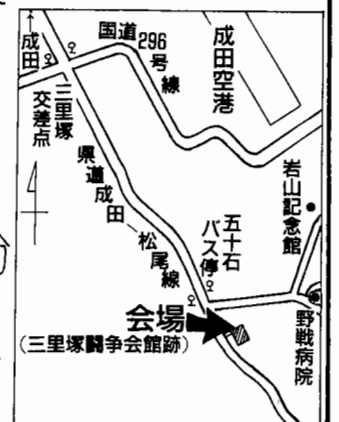 成田
国道296号線
成田空港
三里塚
交差点
県道成田―松尾線
五十石
バス停
岩山記念館
会場
(三里塚闘争会館跡)
野戦病院